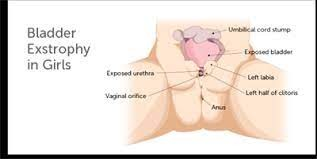 Bladder
Exstrophy
in Girls
Umbilical cord stump
Exposed bladder
Exposed urethra
Left labia
Vaginal orifice
Left half of clitoris
Anus